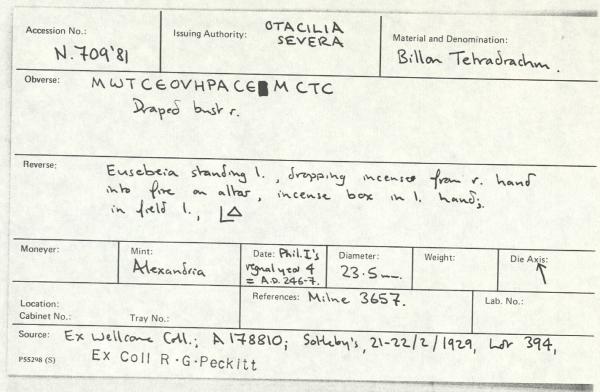 Accession No.:
N.709'81
Issuing Authority:
OTACILIA
SEVERA
Material and Denomination:
Billon Tetradrachm.
Obverse:
MWTCEOVHPACE M CTC
Draped bust r.
Reverse:
Eusebeia standing l., dropping incense from r. hand
into fire on altar, incense box in l. hand;
in field l., L△
Moneyer:
Mint:
Alexandria
Date: Phil. I's
regnal year 4
= A.D. 246-7.
Diameter:
23.5mm.
Weight:
Die Axis:
↖
Location:
Cabinet No.:
Tray No.:
References: Milne 3657.
Lab. No.:
Source: Ex Wellcome Coll.; A178810; Sotheby's, 21-22/2/1929, Lot 394,
PS5298 (S)
Ex Coll R.G.Peckitt